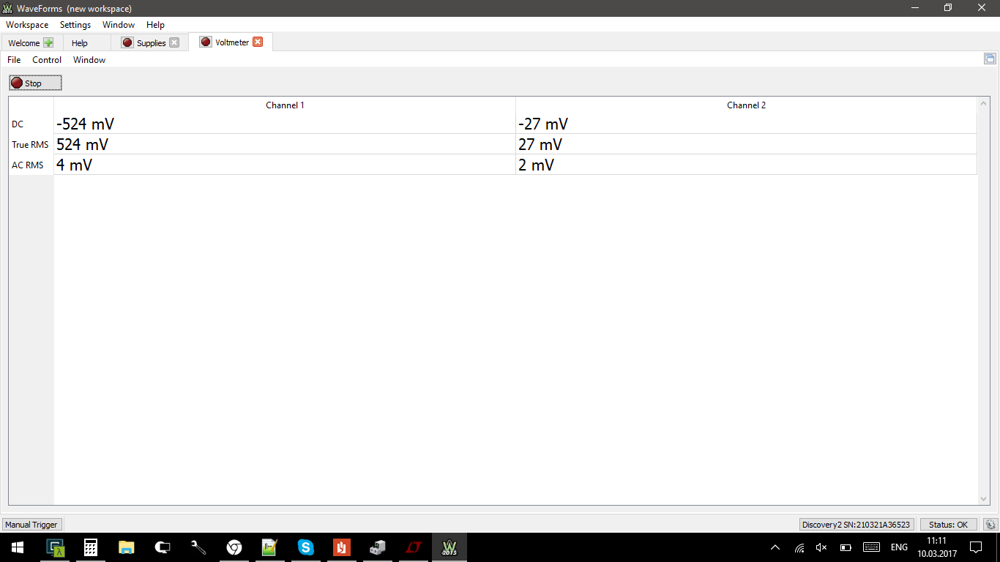 WaveForms (new workspace)
Workspace Settings Window Help
Welcome Help Supplies Voltmeter
File Control Window
Stop
Channel 1 Channel 2
DC -524 mV -27 mV
True RMS 524 mV 27 mV
AC RMS 4 mV 2 mV
Manual Trigger Discovery2 SN:210321A36523 Status: OK
ENG 11:11
10.03.2017